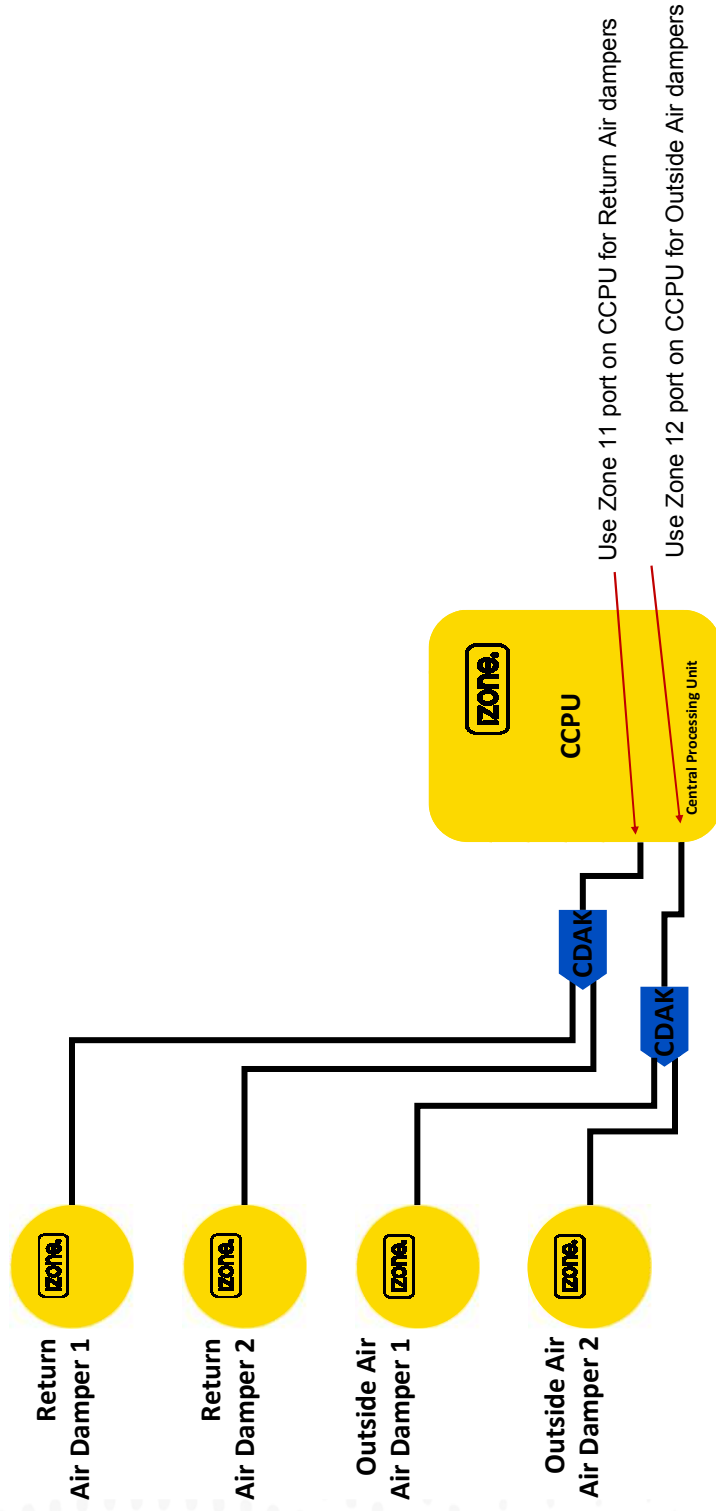 Return
Air Damper 1
izone.
Return
Air Damper 2
izone.
Outside Air
Air Damper 1
izone.
Outside Air
Air Damper 2
izone.
CDAK
CDAK
izone.
CCPU
Central Processing Unit
Use Zone 11 port on CCPU for Return Air dampers
Use Zone 12 port on CCPU for Outside Air dampers